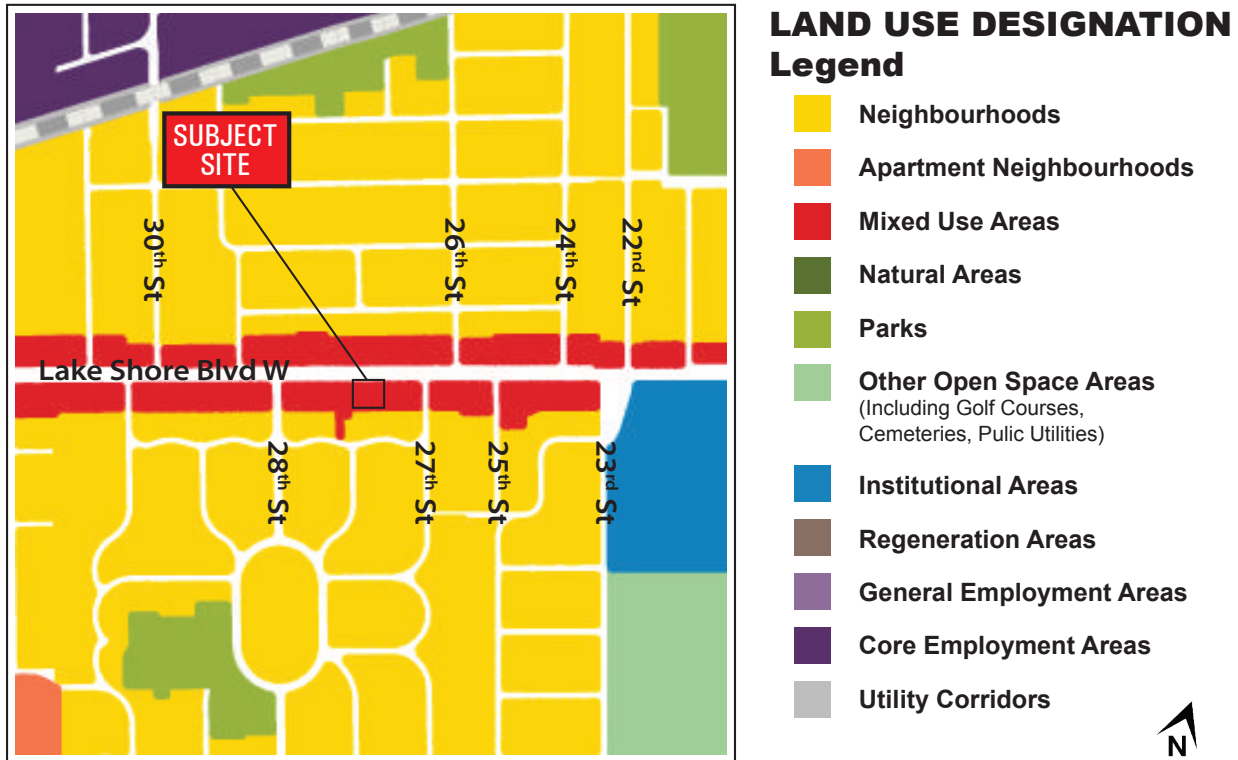 SUBJECT
SITE
30th St
26th St
24th St
22nd St
Lake Shore Blvd W
28th St
27th St
25th St
23rd St
LAND USE DESIGNATION
Legend
Neighbourhoods
Apartment Neighbourhoods
Mixed Use Areas
Natural Areas
Parks
Other Open Space Areas
(Including Golf Courses,
Cemeteries, Pulic Utilities)
Institutional Areas
Regeneration Areas
General Employment Areas
Core Employment Areas
Utility Corridors
N